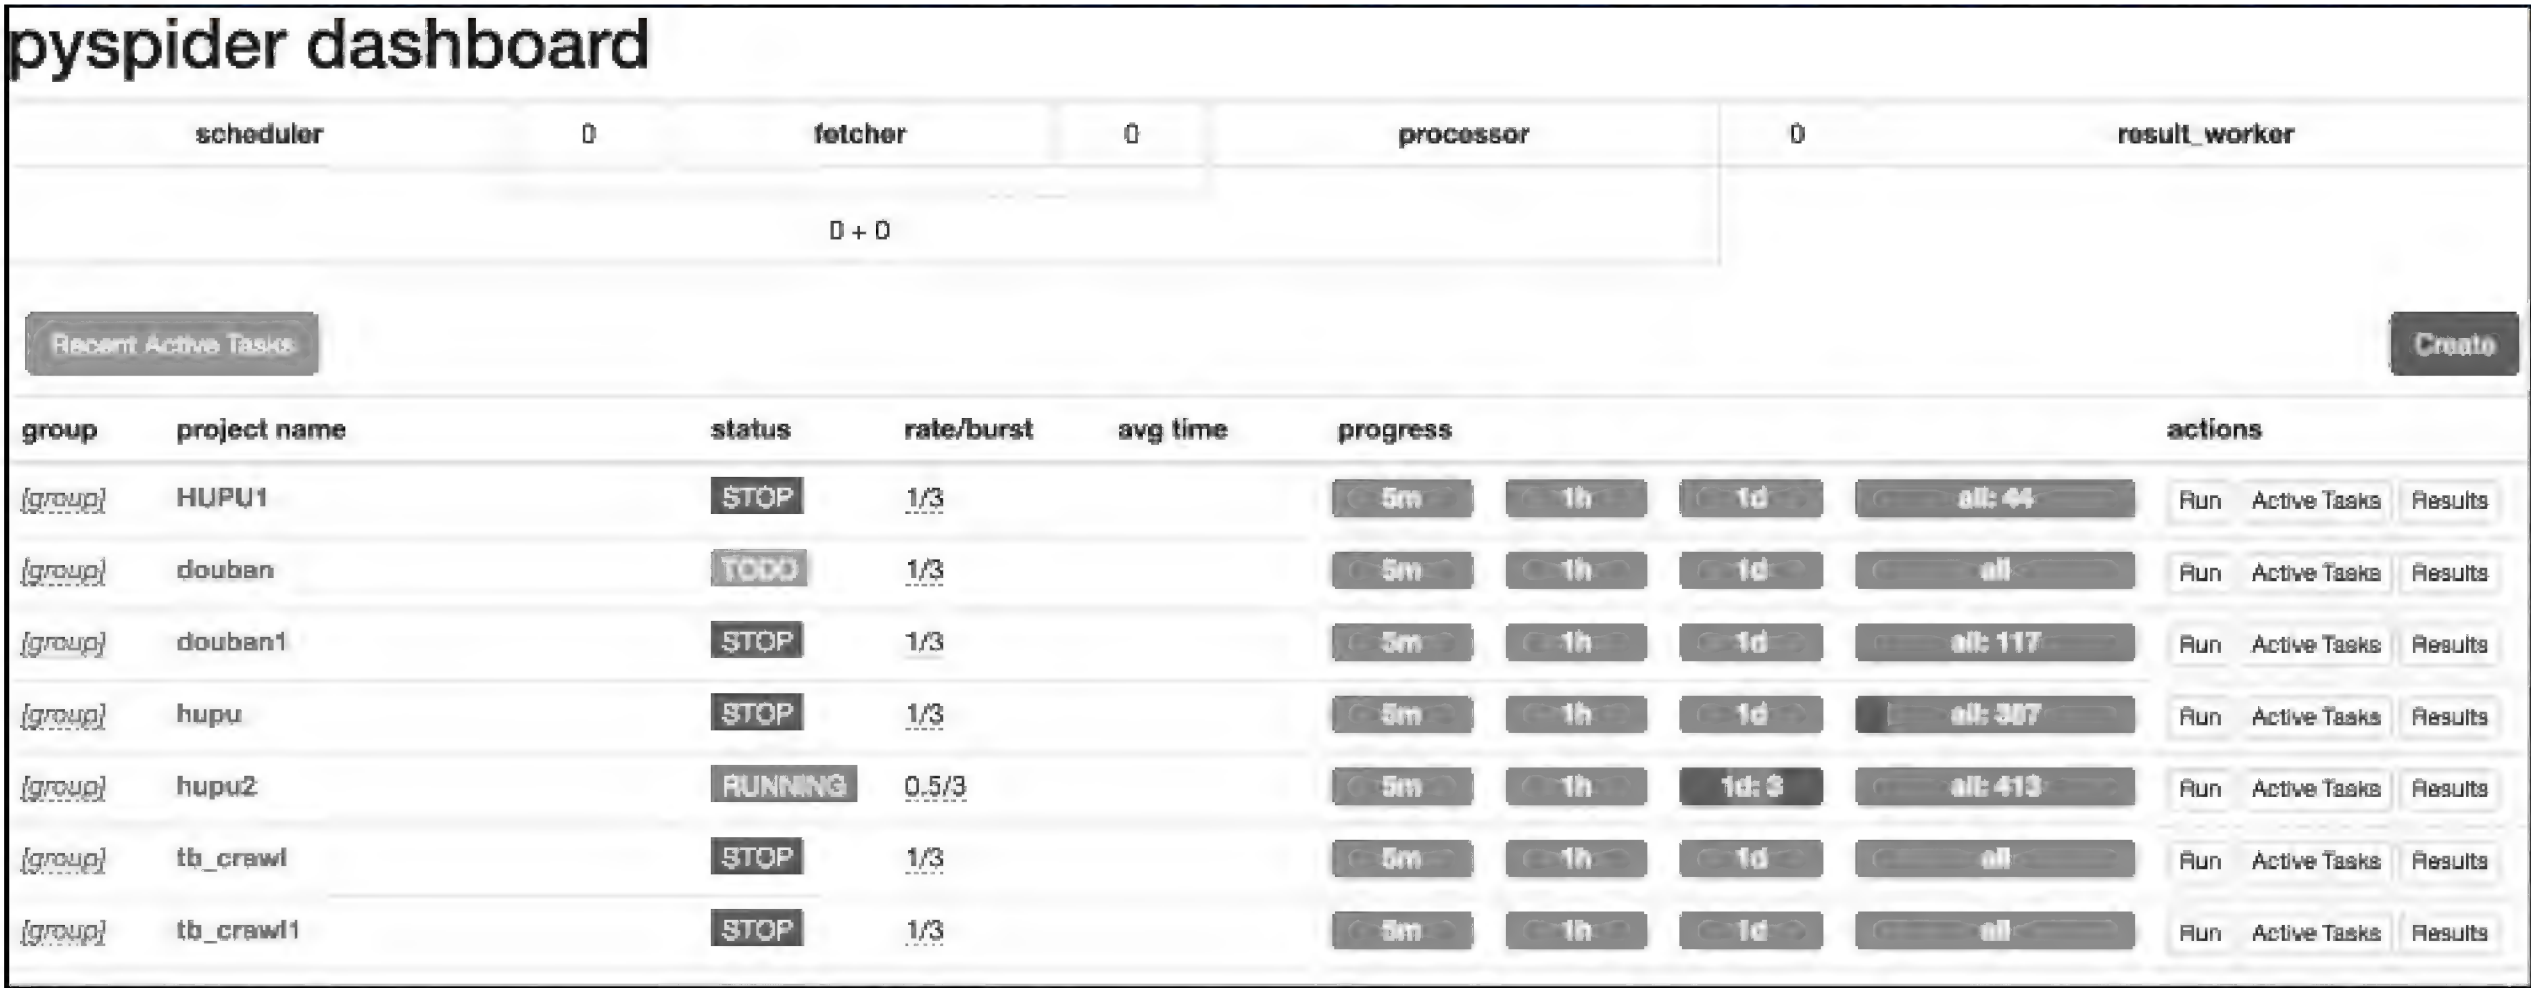 pyspider dashboard
scheduler 0 fetcher 0 processor 0 result_worker
0 + 0
Recent Active Tasks Create
group project name status rate/burst avg time progress actions
[group] HUPU1 STOP 1/3 5m 1h 1d all: 44 Run Active Tasks Results
[group] douban TODO 1/3 5m 1h 1d all Run Active Tasks Results
[group] douban1 STOP 1/3 5m 1h 1d all: 117 Run Active Tasks Results
[group] hupu STOP 1/3 5m 1h 1d all: 387 Run Active Tasks Results
[group] hupu2 RUNNING 0.5/3 5m 1h 1d: 3 all: 413 Run Active Tasks Results
[group] tb_crawl STOP 1/3 5m 1h 1d all Run Active Tasks Results
[group] tb_crawl1 STOP 1/3 5m 1h 1d all Run Active Tasks Results